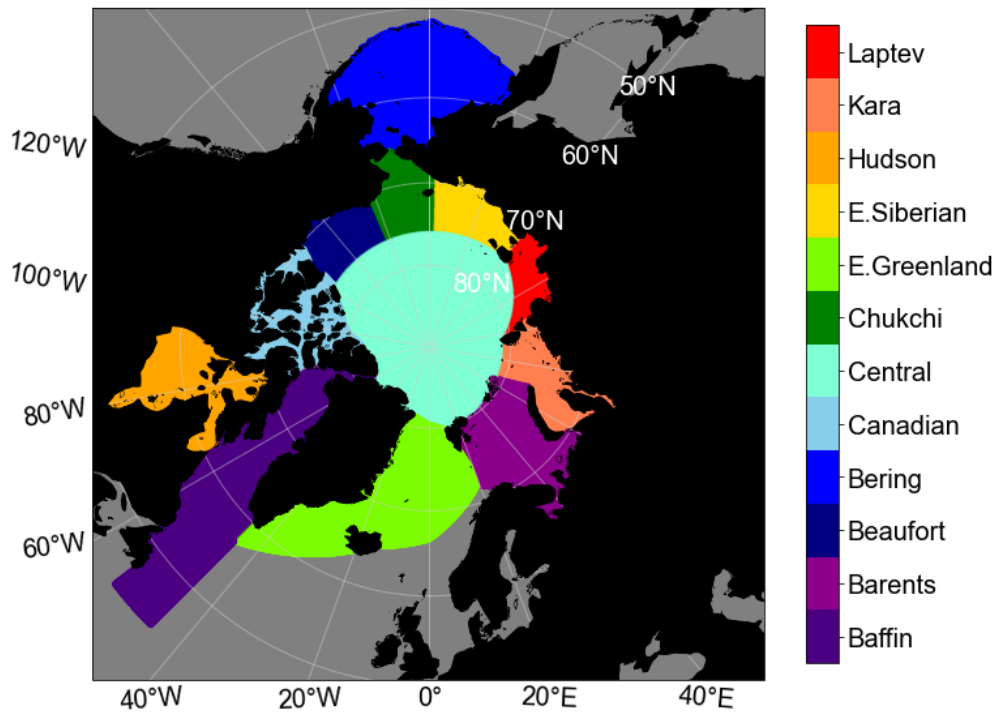 50°N
60°N
70°N
80°N
120°W
100°W
80°W
60°W
40°W
20°W
0°
20°E
40°E
Laptev
Kara
Hudson
E.Siberian
E.Greenland
Chukchi
Central
Canadian
Bering
Beaufort
Barents
Baffin